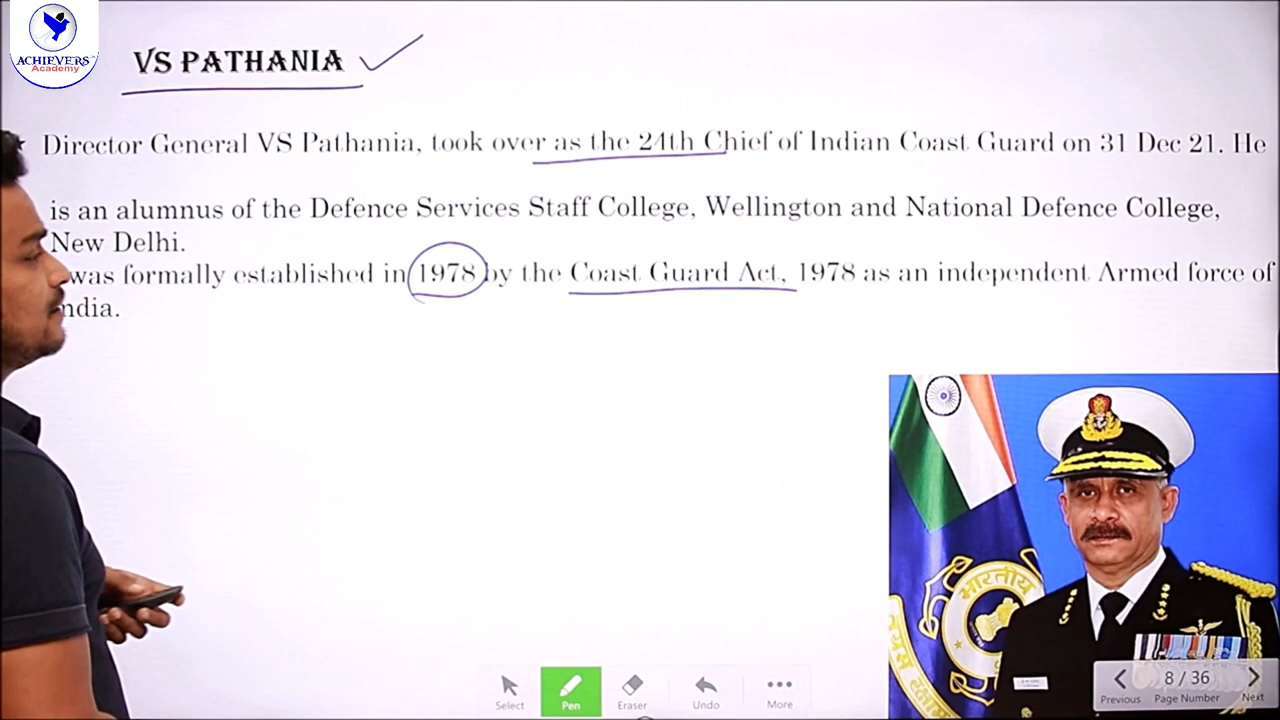 ACHIEVERS
Academy
VS PATHANIA
Director General VS Pathania, took over as the 24th Chief of Indian Coast Guard on 31 Dec 21. He
is an alumnus of the Defence Services Staff College, Wellington and National Defence College,
New Delhi.
was formally established in 1978 by the Coast Guard Act, 1978 as an independent Armed force of
ndia.
भारतीय
8 / 36
Previous Page Number Next
Select Pen Eraser Undo More